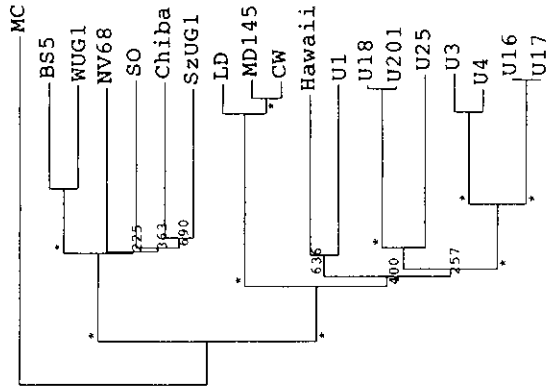 MC
BS5
WUG1
NV68
SO
Chiba
SzUG1
LD
MD145
CW
Hawaii
U1
U18
U201
U25
U3
U4
U16
U17
*
225
363
690
*
*
636
*
400
257
*
*
*
*
*